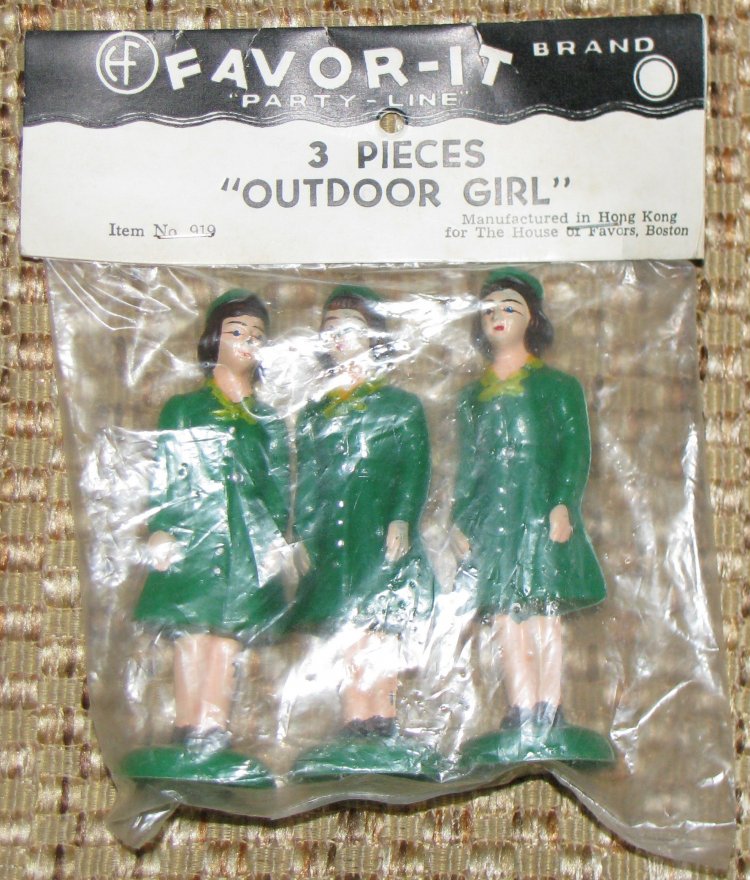 HF FAVOR-IT BRAND
"PARTY-LINE"
3 PIECES
"OUTDOOR GIRL"
Item No. 919
Manufactured in Hong Kong
for The House of Favors, Boston